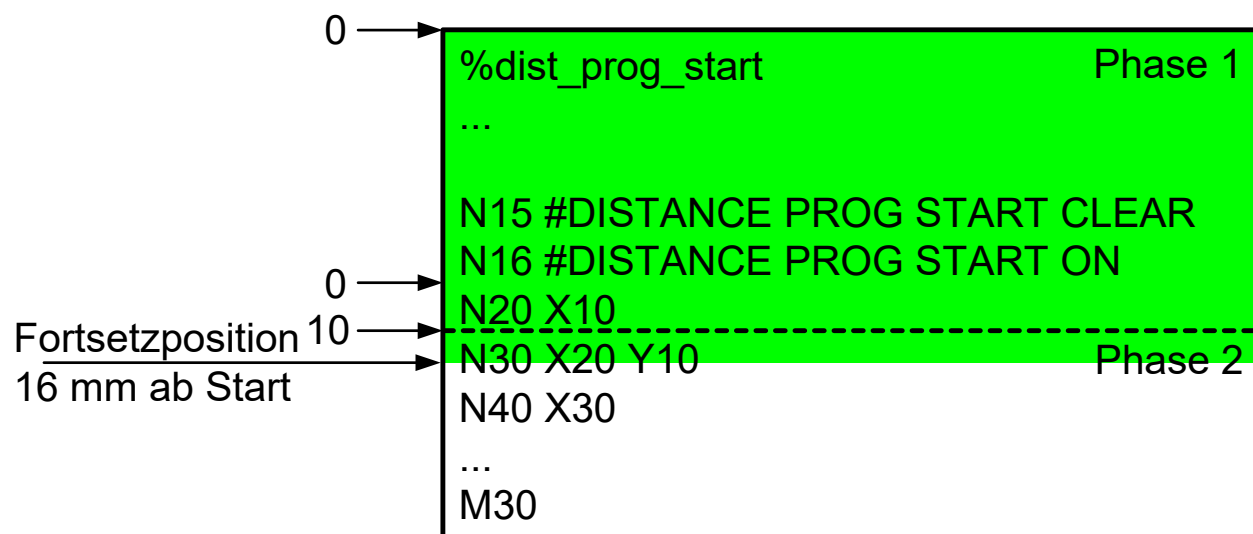 0
%dist_prog_start Phase 1
...
N15 #DISTANCE PROG START CLEAR
N16 #DISTANCE PROG START ON
0
N20 X10
Fortsetzposition 10
N30 X20 Y10 Phase 2
16 mm ab Start
N40 X30
...
M30